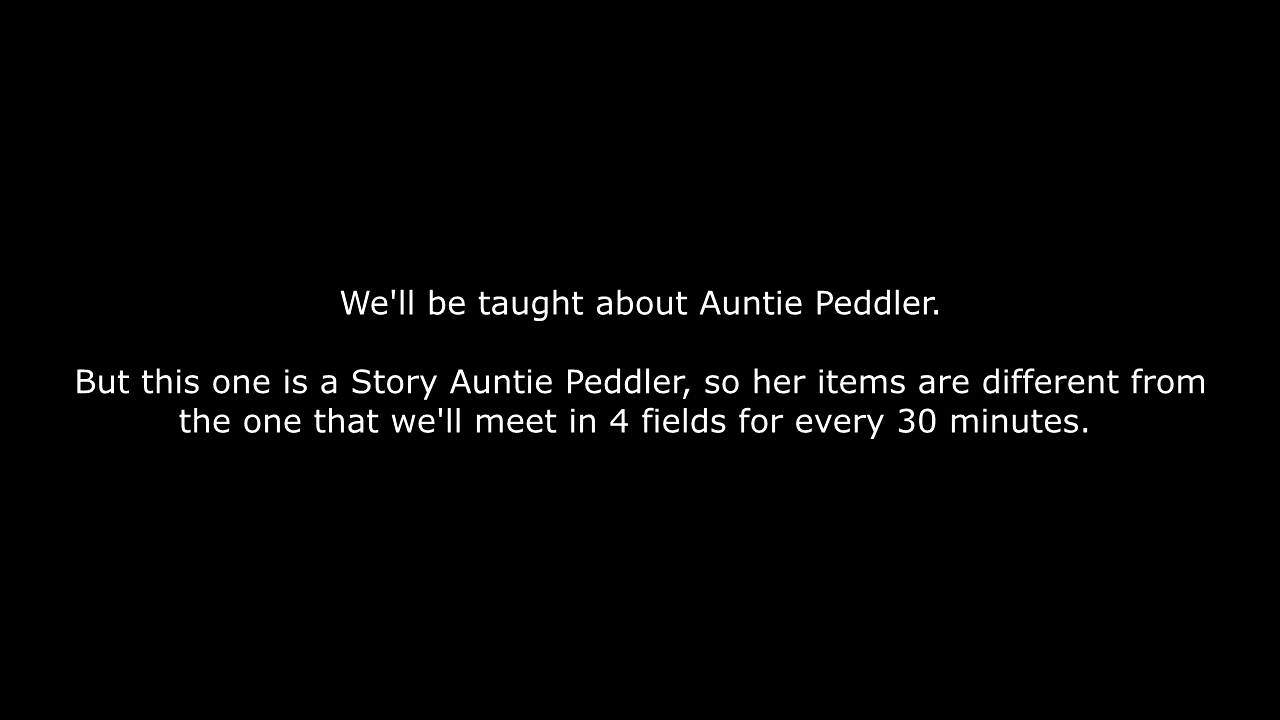 We'll be taught about Auntie Peddler.
But this one is a Story Auntie Peddler, so her items are different from
the one that we'll meet in 4 fields for every 30 minutes.